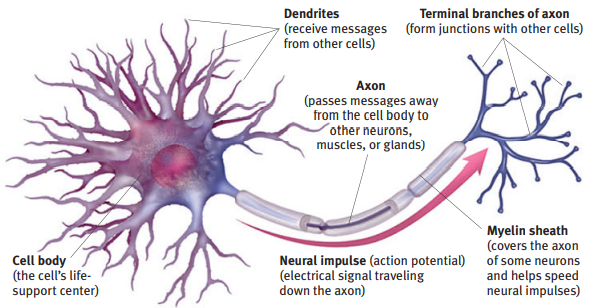 Dendrites
(receive messages
from other cells)
Terminal branches of axon
(form junctions with other cells)
Axon
(passes messages away
from the cell body to
other neurons,
muscles, or glands)
Cell body
(the cell’s life-
support center)
Neural impulse (action potential)
(electrical signal traveling
down the axon)
Myelin sheath
(covers the axon
of some neurons
and helps speed
neural impulses)